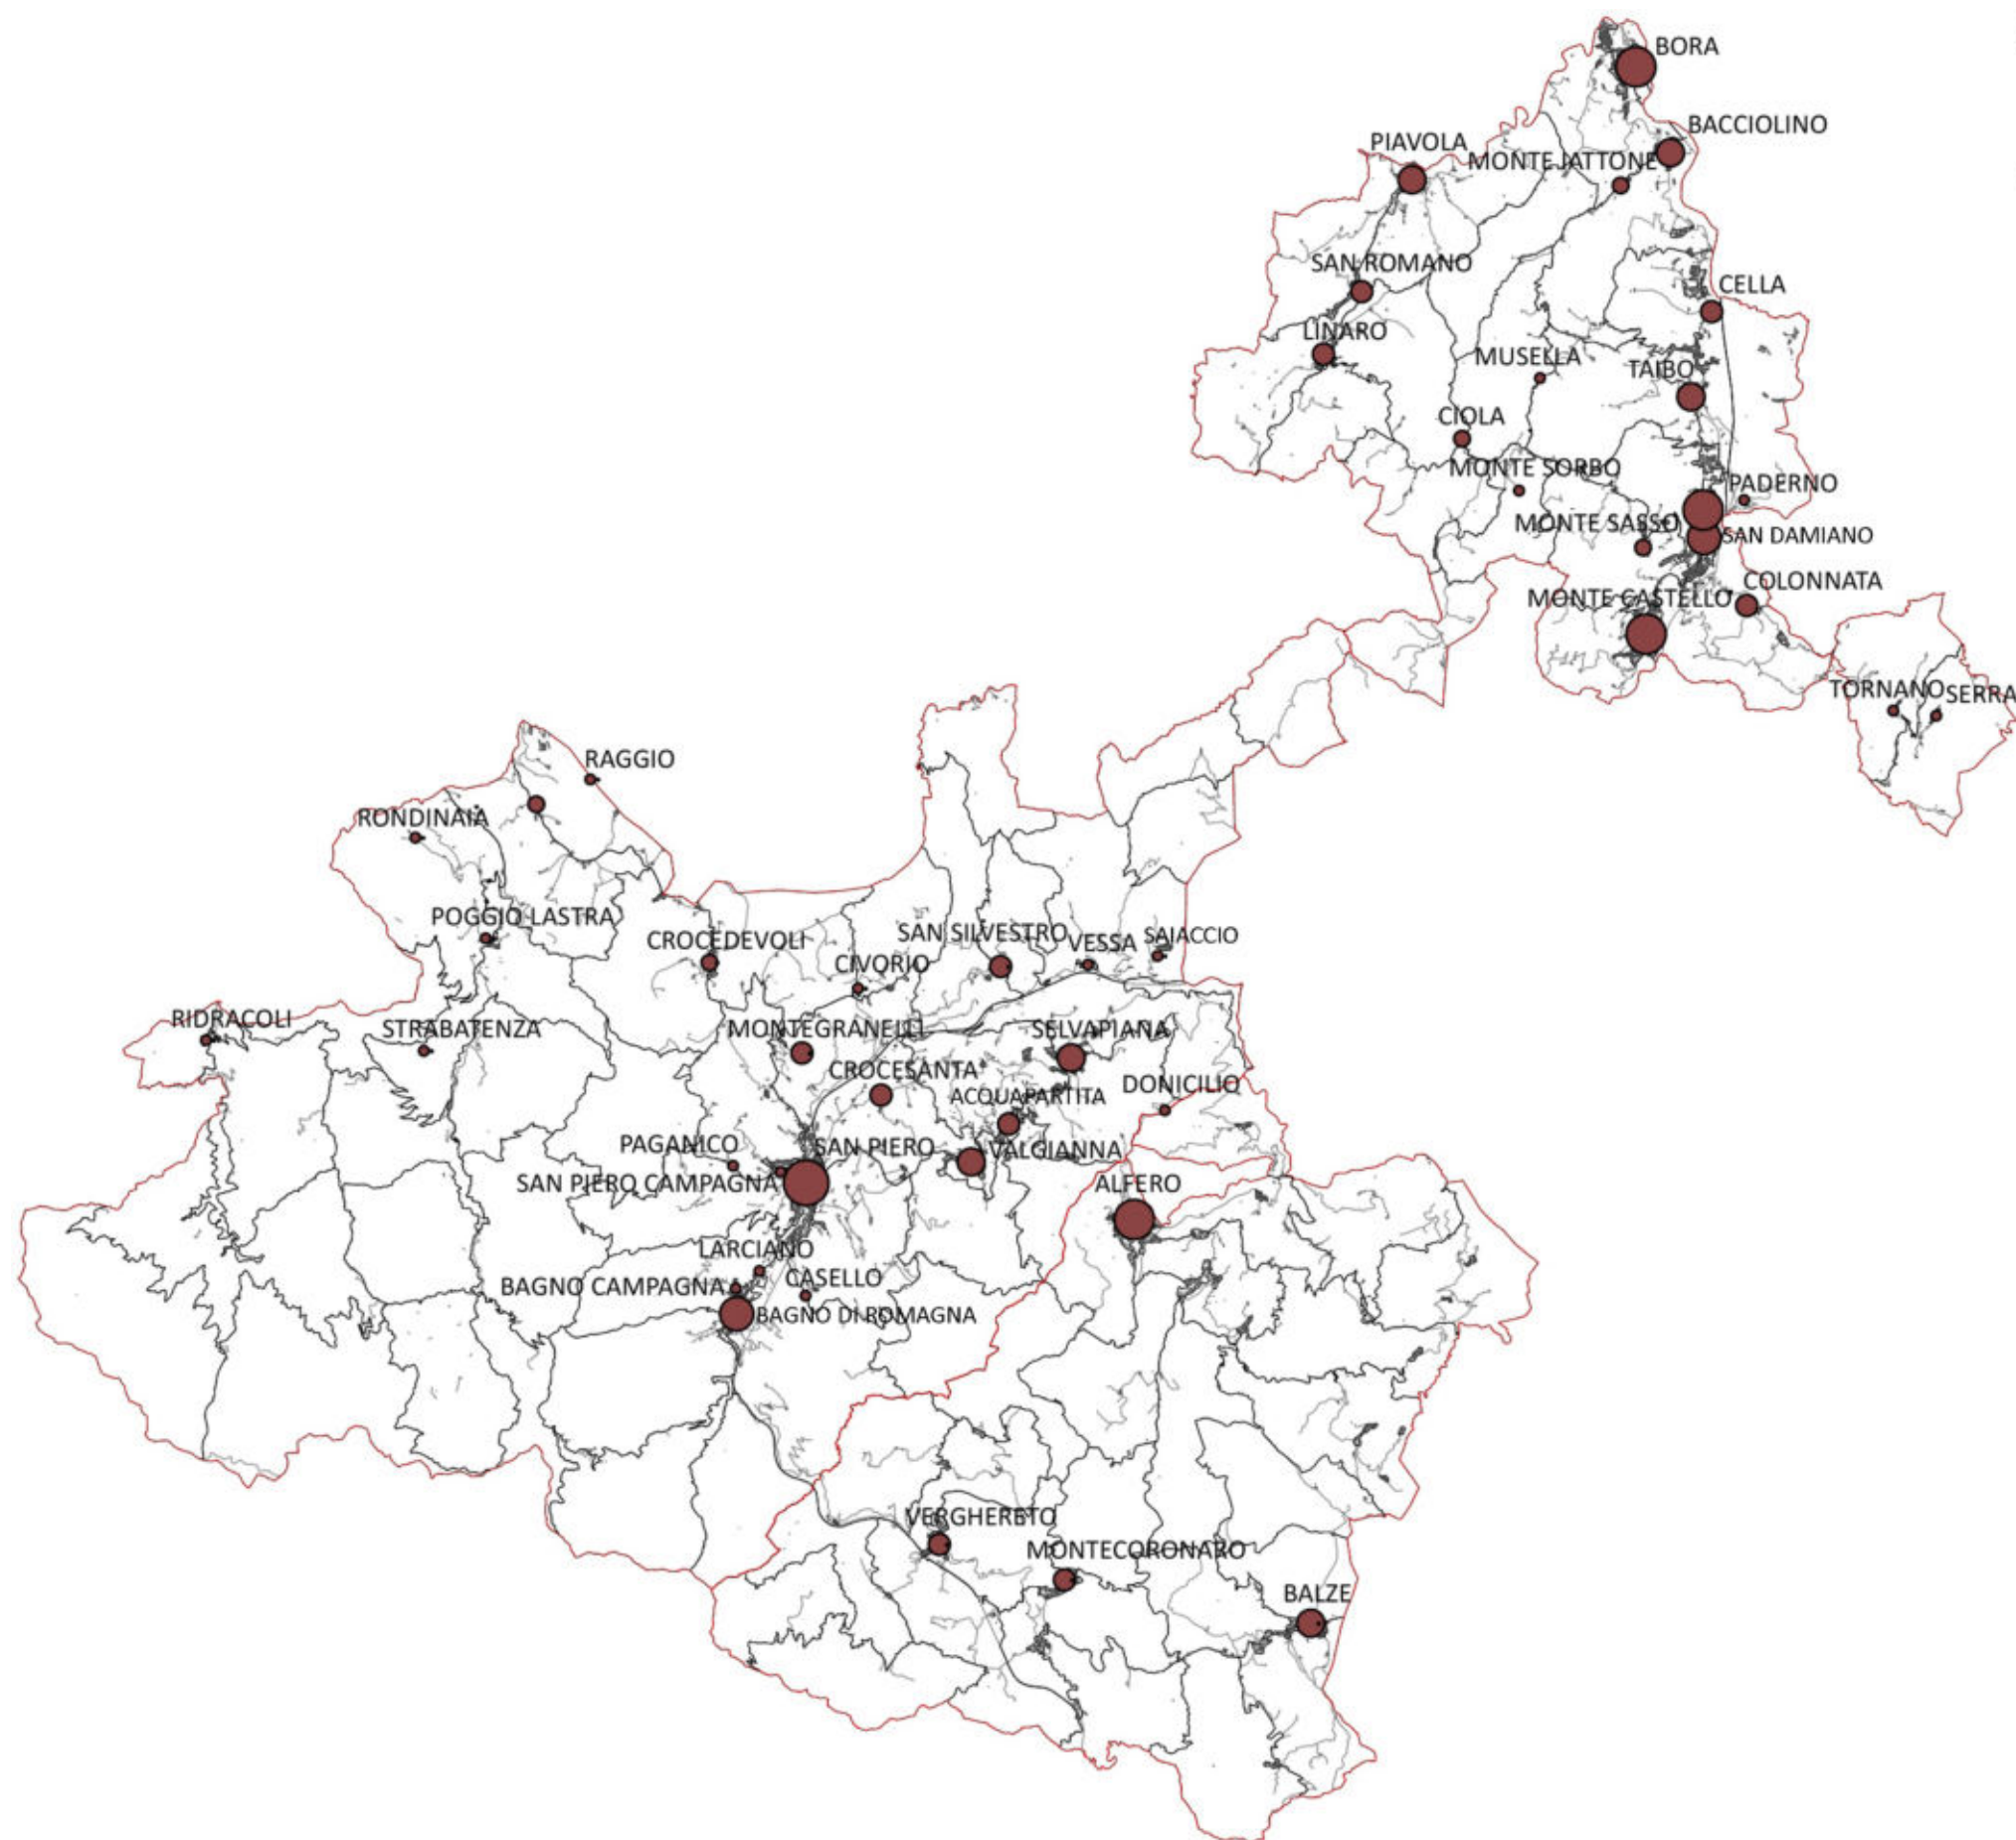 BORA
BACCIOLINO
PIAVOLA
MONTEJATTONE
SAN ROMANO
CELLA
LINARO
MUSELLA
TAIBO
CIOLA
MONTE SORBO
PADERNO
MONTE SASSO
SAN DAMIANO
COLONNATA
MONTE CASTELLO
TORNANO
SERRA
RAGGIO
RONDINAIA
POGGIO LASTRA
CROCEDEVOLI
SAN SILVESTRO
VESSA
SAIACCIO
CIVORIO
RIDRACOLI
STRABATENZA
MONTEGRANELLI
SELVAPIANA
CROCESANTA
DONICILIO
ACQUAPARTITA
PAGANICO
SAN PIERO
VALGIANNA
SAN PIERO CAMPAGNA
ALFERO
LARCIANO
CASELLO
BAGNO CAMPAGNA
BAGNO DI ROMAGNA
VERGHERETO
MONTECORONARO
BALZE